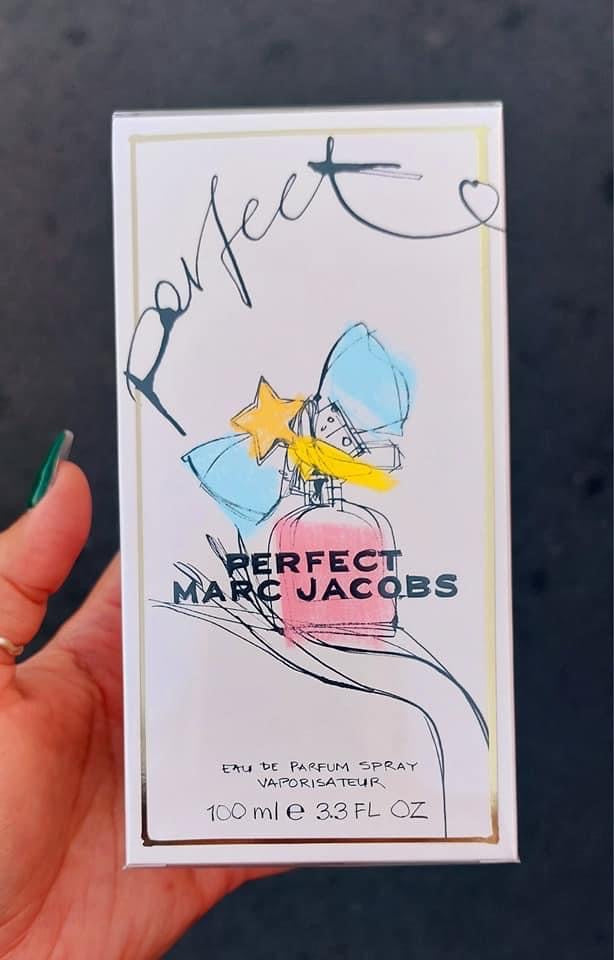 perfect
PERFECT
MARC JACOBS
EAU DE PARFUM SPRAY
VAPORISATEUR
100 ml e 3.3 FL OZ